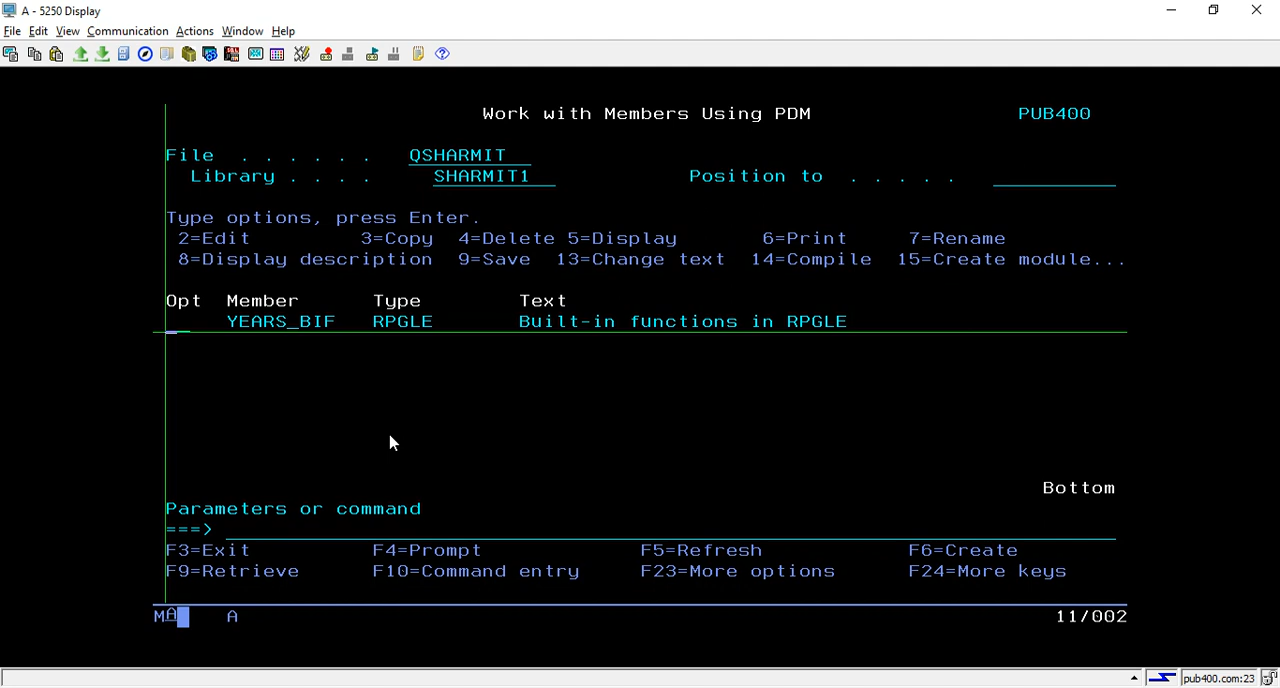 A - 5250 Display
File Edit View Communication Actions Window Help
Work with Members Using PDM PUB400
File . . . . . . QSHARMIT
Library . . . . SHARMIT1 Position to . . . . .
Type options, press Enter.
2=Edit 3=Copy 4=Delete 5=Display 6=Print 7=Rename
8=Display description 9=Save 13=Change text 14=Compile 15=Create module...
Opt Member Type Text
YEARS_BIF RPGLE Built-in functions in RPGLE
Bottom
Parameters or command
===>
F3=Exit F4=Prompt F5=Refresh F6=Create
F9=Retrieve F10=Command entry F23=More options F24=More keys
MA A 11/002
pub400.com:23